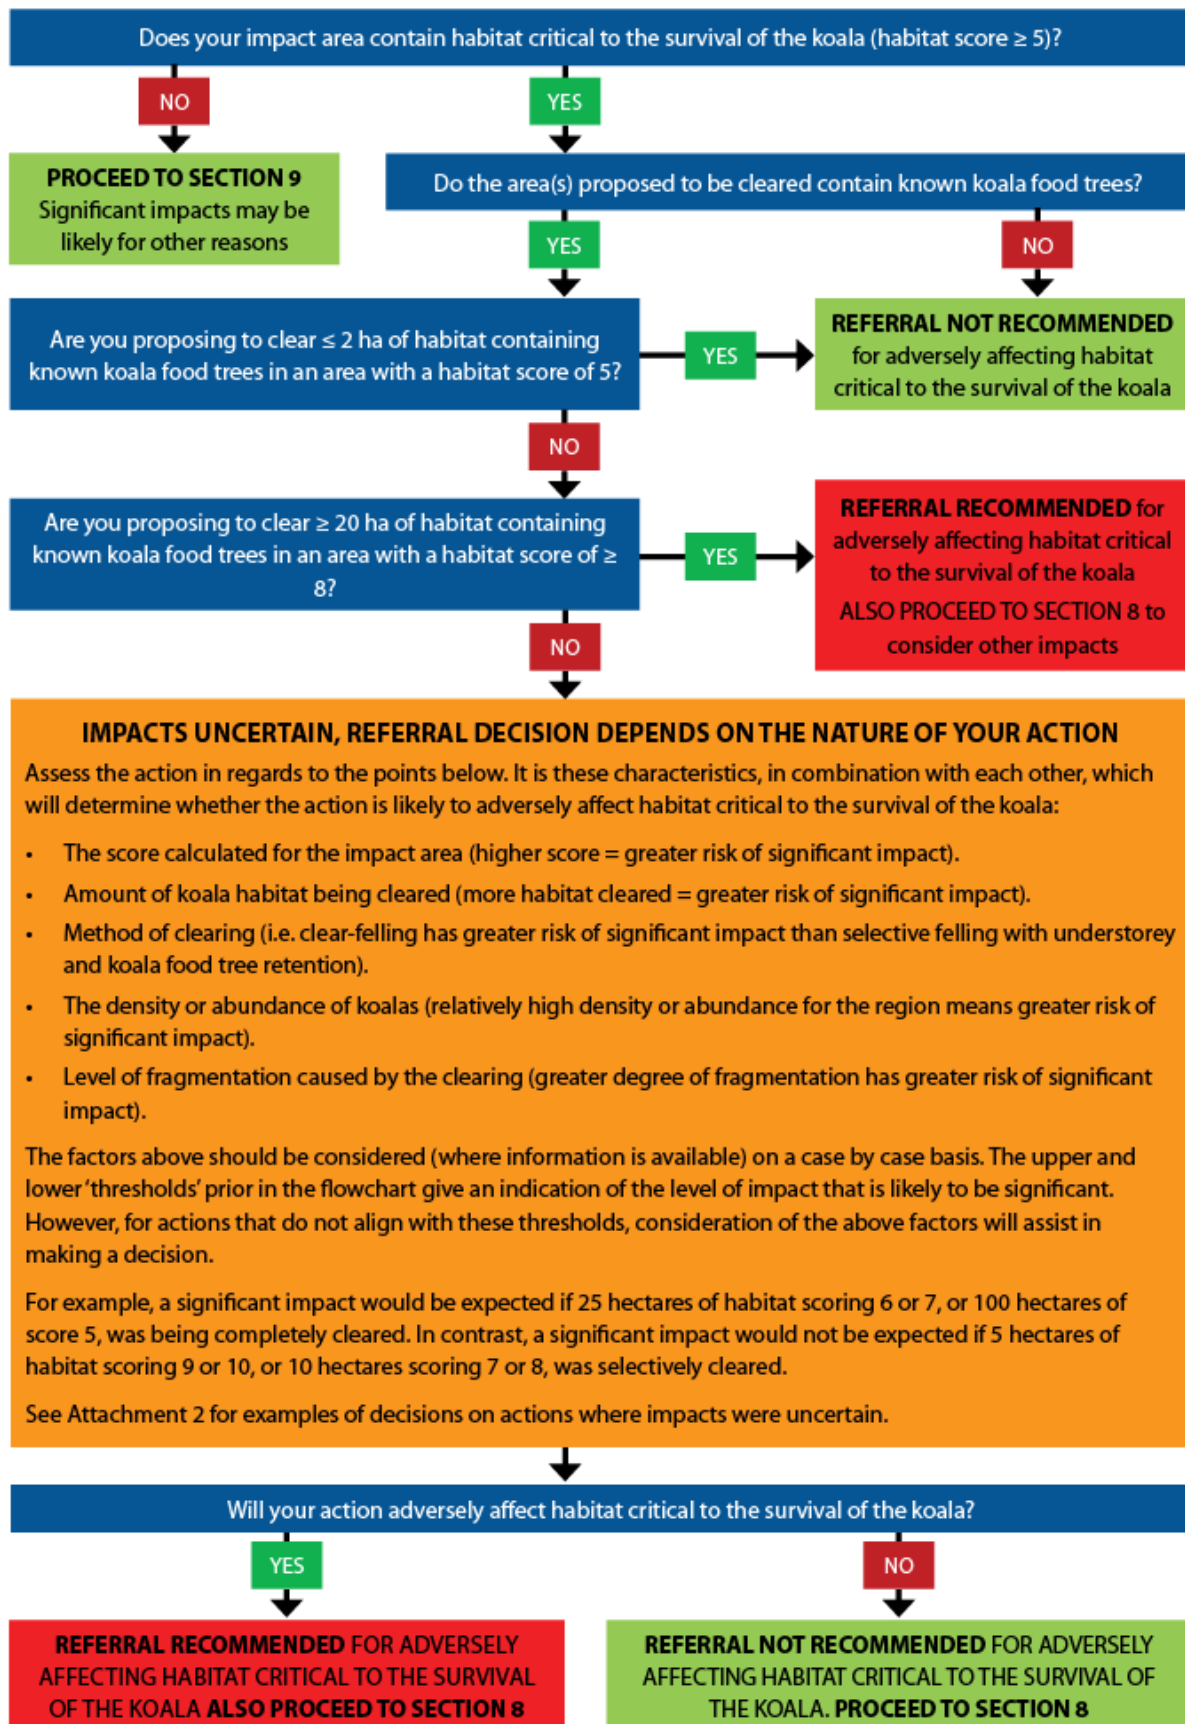 Does your impact area contain habitat critical to the survival of the koala (habitat score ≥ 5)?
NO
YES
PROCEED TO SECTION 9
Significant impacts may be
likely for other reasons
Do the area(s) proposed to be cleared contain known koala food trees?
YES
NO
Are you proposing to clear ≤ 2 ha of habitat containing
known koala food trees in an area with a habitat score of 5?
YES
REFERRAL NOT RECOMMENDED
for adversely affecting habitat
critical to the survival of the koala
NO
Are you proposing to clear ≥ 20 ha of habitat containing
known koala food trees in an area with a habitat score of ≥
8?
YES
REFERRAL RECOMMENDED for
adversely affecting habitat critical
to the survival of the koala
ALSO PROCEED TO SECTION 8 to
consider other impacts
NO
IMPACTS UNCERTAIN, REFERRAL DECISION DEPENDS ON THE NATURE OF YOUR ACTION
Assess the action in regards to the points below. It is these characteristics, in combination with each other, which
will determine whether the action is likely to adversely affect habitat critical to the survival of the koala:
• The score calculated for the impact area (higher score = greater risk of significant impact).
• Amount of koala habitat being cleared (more habitat cleared = greater risk of significant impact).
• Method of clearing (i.e. clear-felling has greater risk of significant impact than selective felling with understorey
and koala food tree retention).
• The density or abundance of koalas (relatively high density or abundance for the region means greater risk of
significant impact).
• Level of fragmentation caused by the clearing (greater degree of fragmentation has greater risk of significant
impact).
The factors above should be considered (where information is available) on a case by case basis. The upper and
lower 'thresholds' prior in the flowchart give an indication of the level of impact that is likely to be significant.
However, for actions that do not align with these thresholds, consideration of the above factors will assist in
making a decision.
For example, a significant impact would be expected if 25 hectares of habitat scoring 6 or 7, or 100 hectares of
score 5, was being completely cleared. In contrast, a significant impact would not be expected if 5 hectares of
habitat scoring 9 or 10, or 10 hectares scoring 7 or 8, was selectively cleared.
See Attachment 2 for examples of decisions on actions where impacts were uncertain.
Will your action adversely affect habitat critical to the survival of the koala?
YES
NO
REFERRAL RECOMMENDED FOR ADVERSELY
AFFECTING HABITAT CRITICAL TO THE SURVIVAL
OF THE KOALA ALSO PROCEED TO SECTION 8
REFERRAL NOT RECOMMENDED FOR ADVERSELY
AFFECTING HABITAT CRITICAL TO THE SURVIVAL OF
THE KOALA. PROCEED TO SECTION 8